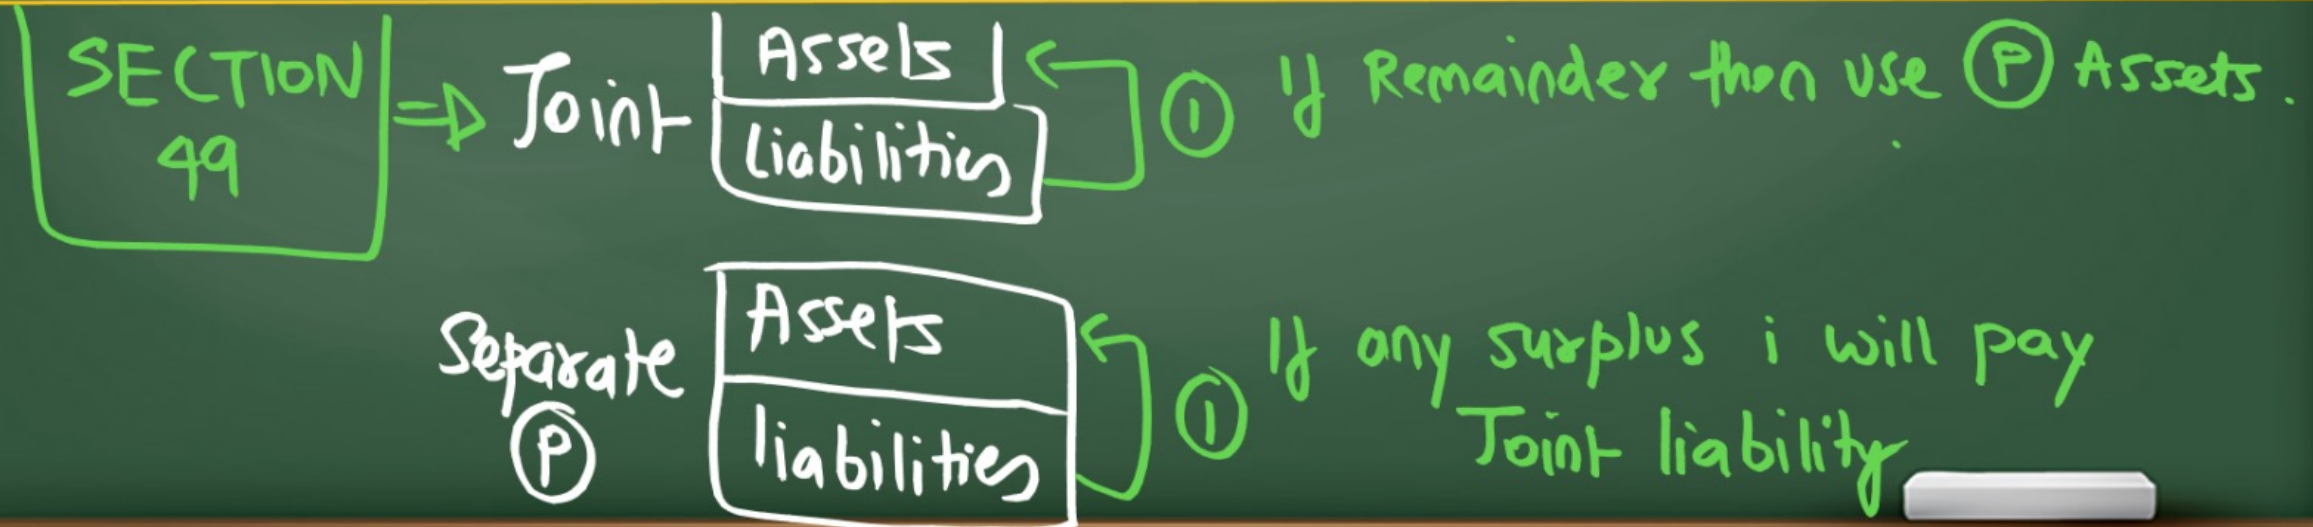 SECTION
49
⇒ Joint
Assets
Liabilities
① If Remainder then use Ⓟ Assets.
Separate
Ⓟ
Assets
liabilities
① If any surplus i will pay
Joint liability